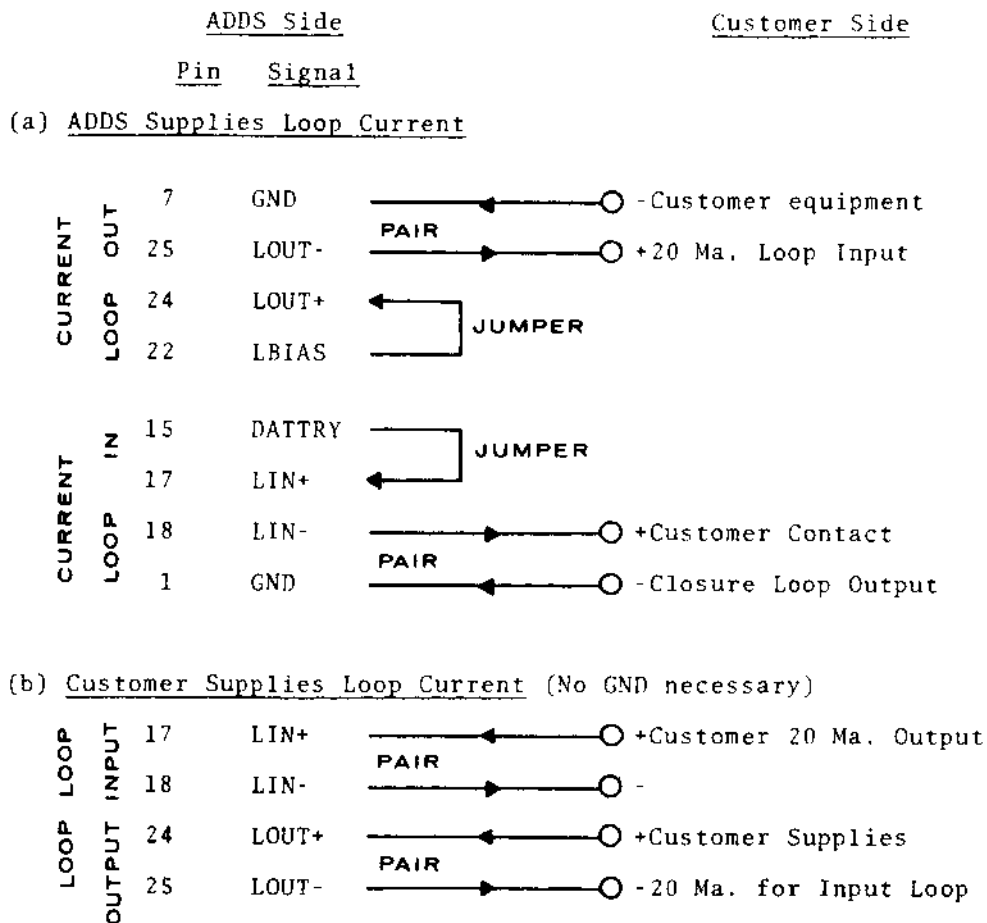 ADDS Side Customer Side
Pin Signal
(a) ADDS Supplies Loop Current
CURRENT
LOOP OUT
7 GND -Customer equipment
PAIR
25 LOUT- +20 Ma. Loop Input
24 LOUT+
JUMPER
22 LBIAS
CURRENT
LOOP IN
15 DATTRY
JUMPER
17 LIN+
18 LIN- +Customer Contact
PAIR
1 GND -Closure Loop Output
(b) Customer Supplies Loop Current (No GND necessary)
LOOP LOOP
OUTPUT INPUT
17 LIN+ +Customer 20 Ma. Output
PAIR
18 LIN- -
24 LOUT+ +Customer Supplies
PAIR
25 LOUT- -20 Ma. for Input Loop